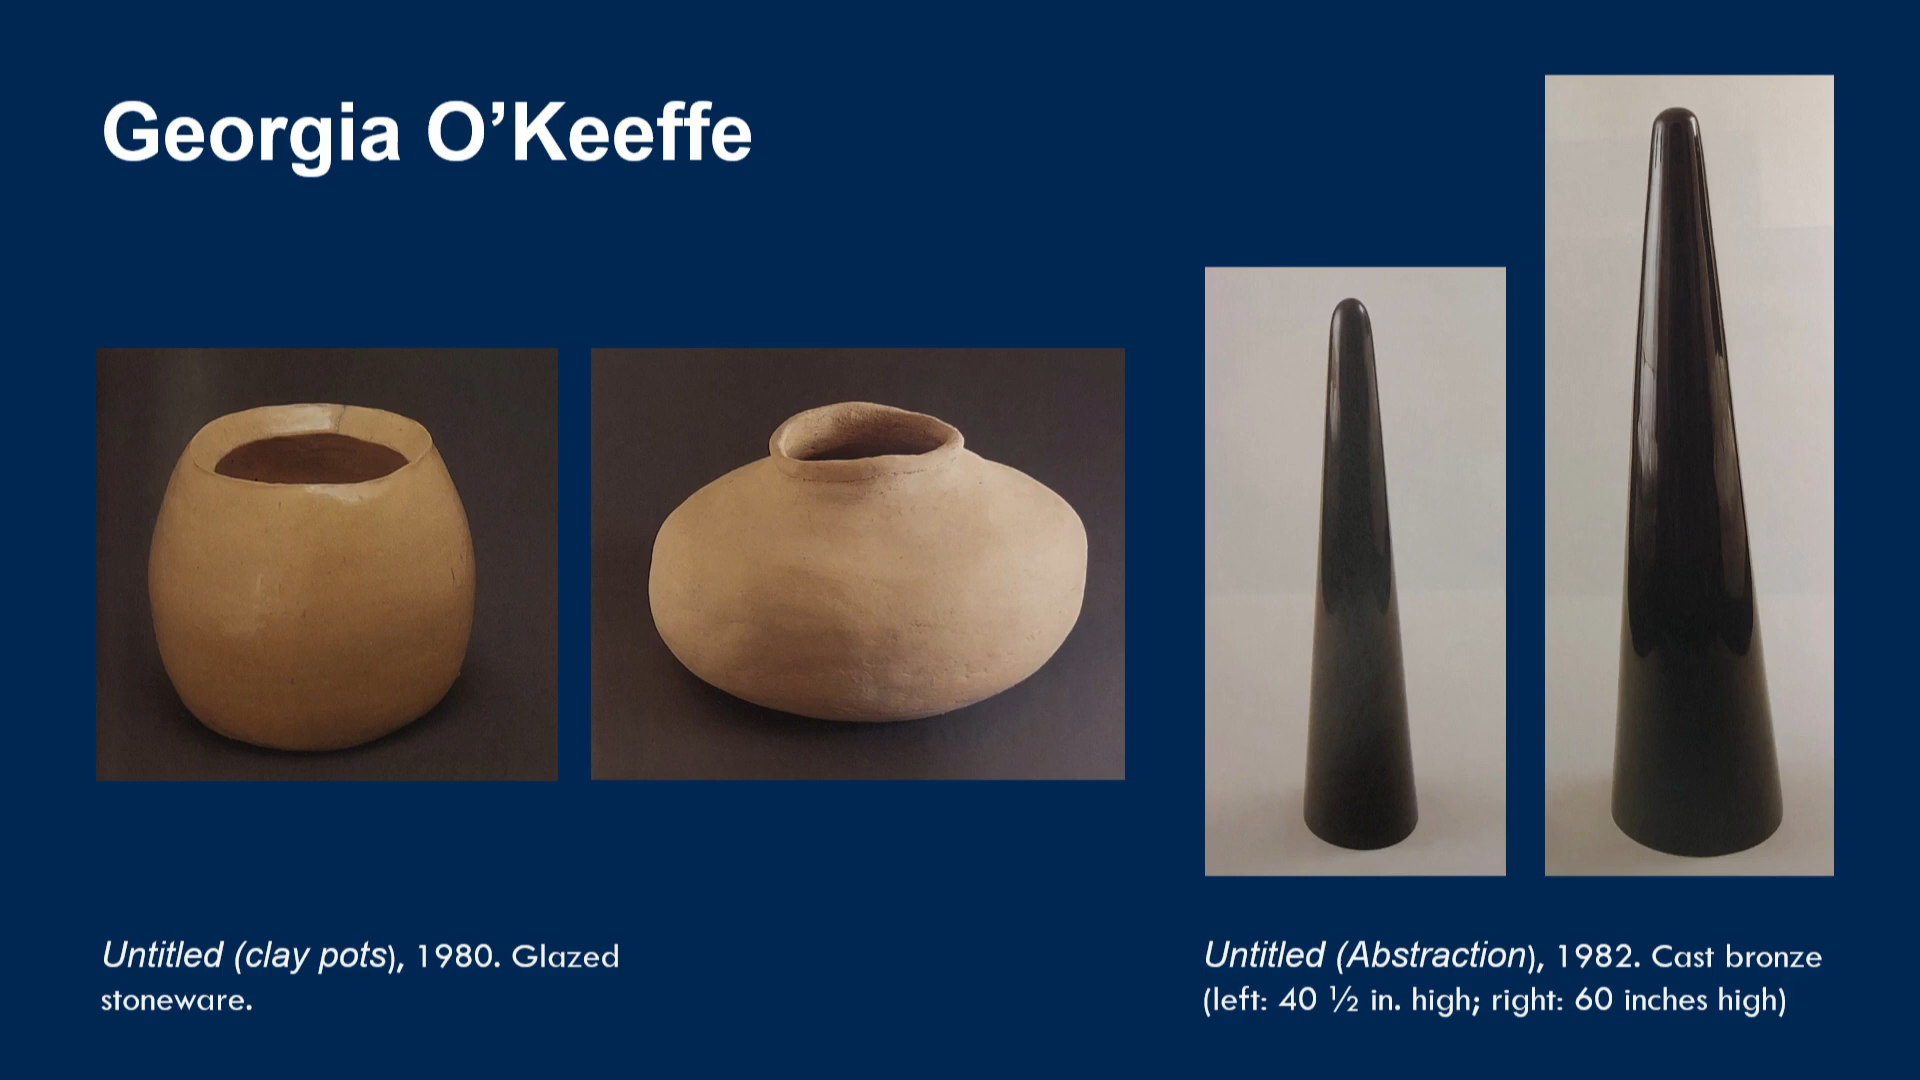 Georgia O’Keeffe
Untitled (clay pots), 1980. Glazed
stoneware.
Untitled (Abstraction), 1982. Cast bronze
(left: 40 ½ in. high; right: 60 inches high)